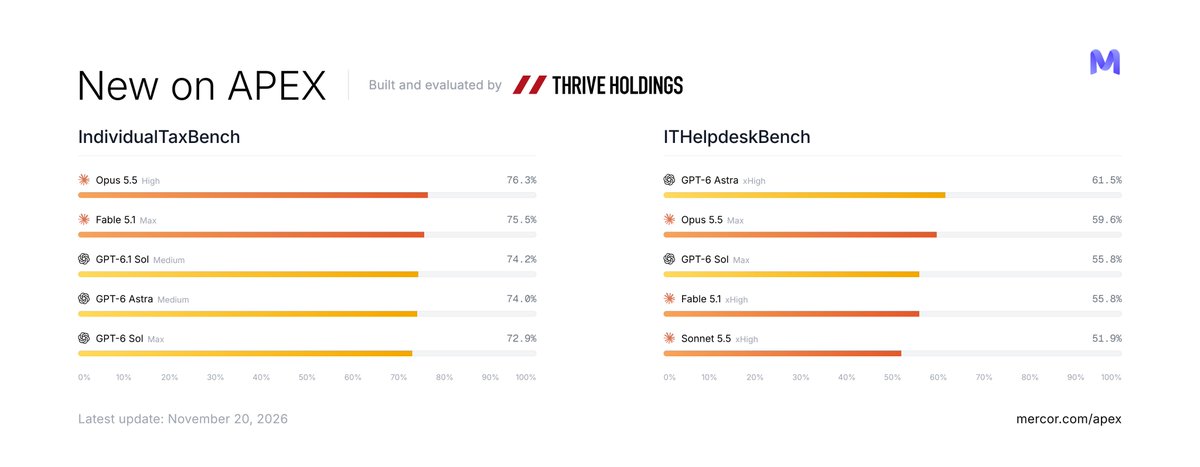 New on APEX
Built and evaluated by THRIVE HOLDINGS
M
IndividualTaxBench
Opus 5.5 High 76.3%
Fable 5.1 Max 75.5%
GPT-6.1 Sol Medium 74.2%
GPT-6 Astra Medium 74.0%
GPT-6 Sol Max 72.9%
0% 10% 20% 30% 40% 50% 60% 70% 80% 90% 100%
ITHelpdeskBench
GPT-6 Astra xHigh 61.5%
Opus 5.5 Max 59.6%
GPT-6 Sol Max 55.8%
Fable 5.1 xHigh 55.8%
Sonnet 5.5 xHigh 51.9%
0% 10% 20% 30% 40% 50% 60% 70% 80% 90% 100%
Latest update: November 20, 2026
mercor.com/apex